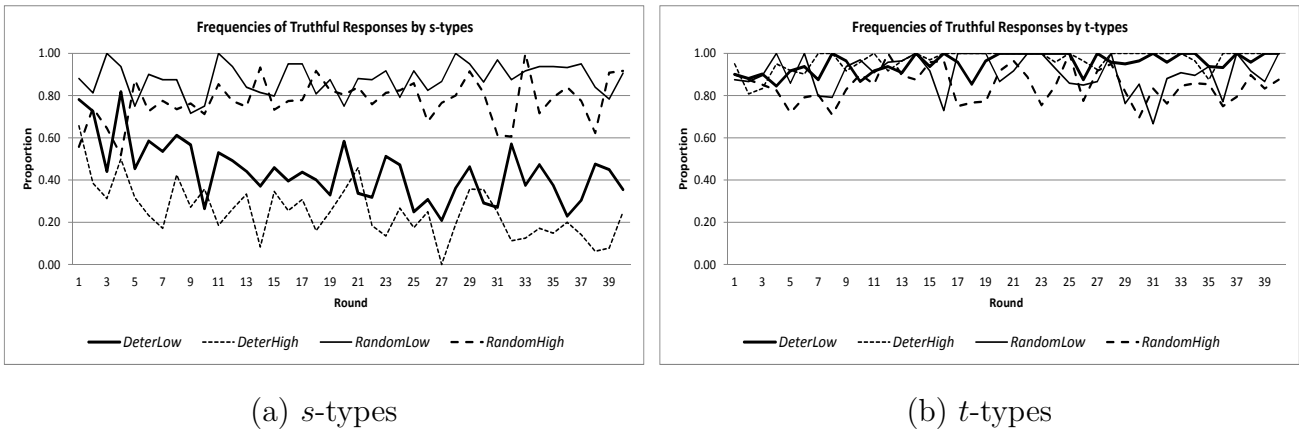 Frequencies of Truthful Responses by s-types
1.00
0.80
0.60
0.40
0.20
0.00
Proportion
1 3 5 7 9 11 13 15 17 19 21 23 25 27 29 31 33 35 37 39
Round
DeterLow DeterHigh RandomLow RandomHigh
(a) s-types
Frequencies of Truthful Responses by t-types
1.00
0.80
0.60
0.40
0.20
0.00
Proportion
1 3 5 7 9 11 13 15 17 19 21 23 25 27 29 31 33 35 37 39
Round
DeterLow DeterHigh RandomLow RandomHigh
(b) t-types